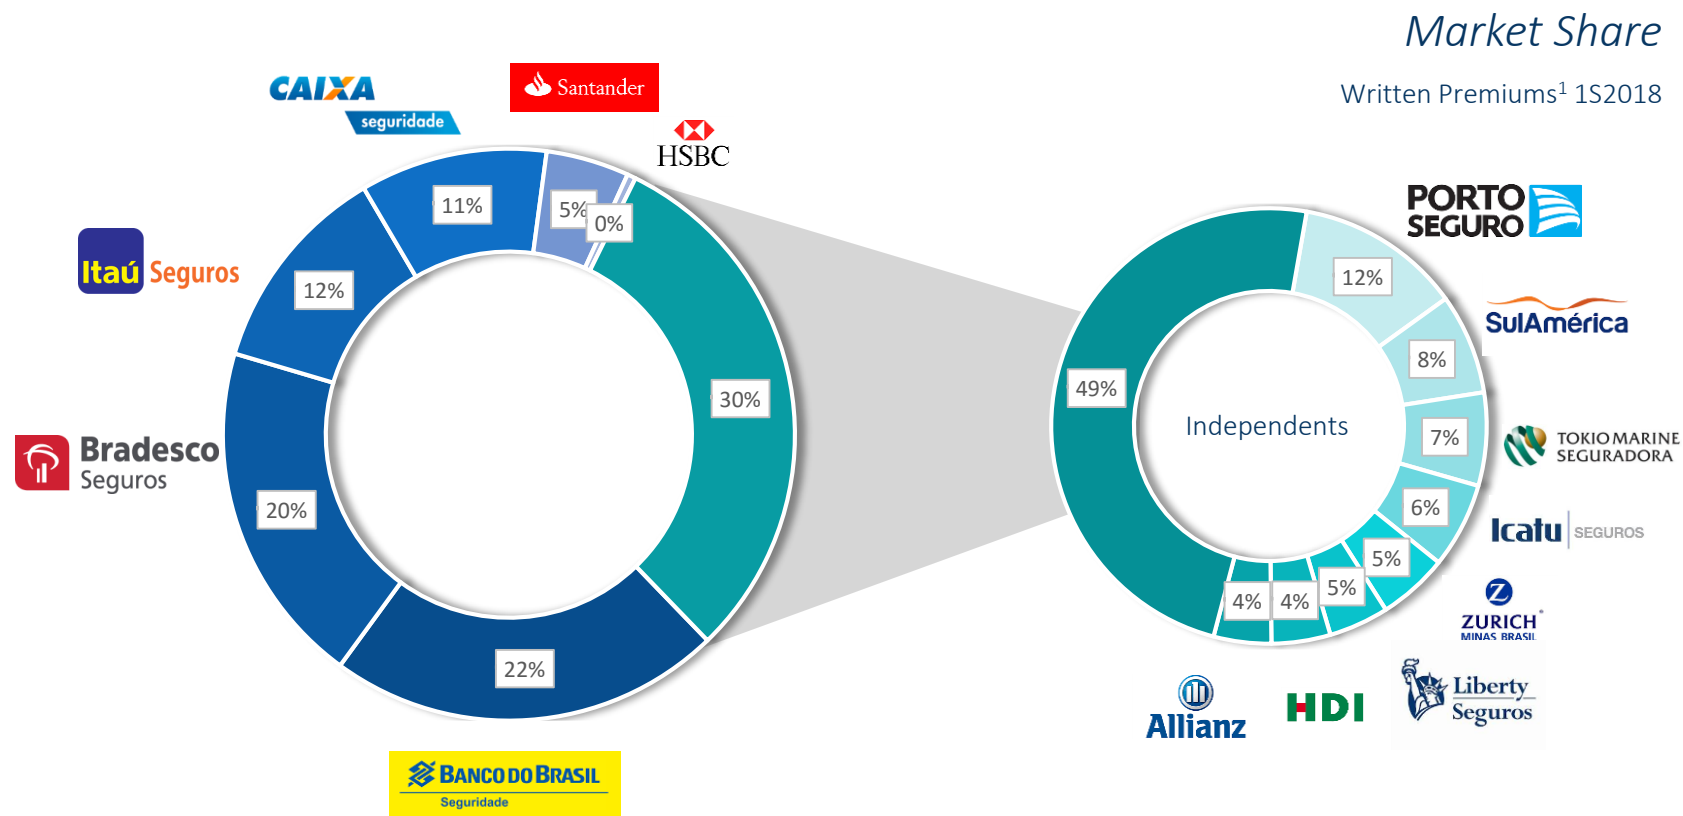 Market Share
Written Premiums¹ 1S2018
CAIXA
seguridade
Santander
HSBC
Itaú Seguros
Bradesco
Seguros
BANCO DO BRASIL
Seguridade
11%
5%
0%
12%
30%
20%
22%
Independents
49%
12%
8%
7%
6%
5%
5%
4%
4%
PORTO
SEGURO
SulAmérica
TOKIO MARINE
SEGURADORA
Icatu SEGUROS
ZURICH®
MINAS BRASIL
Liberty
Seguros
HDI
Allianz